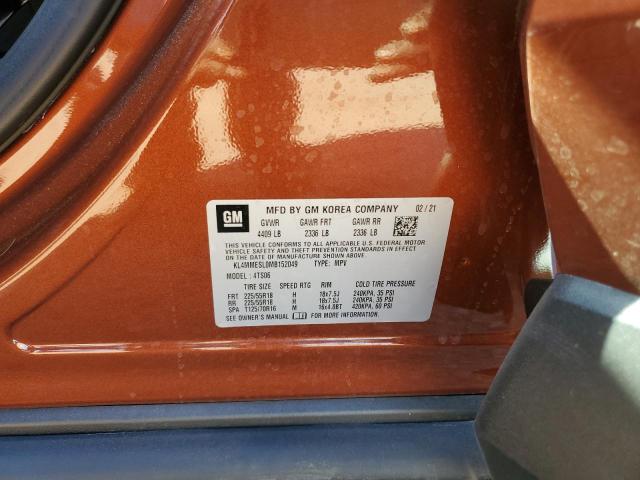 GM
MFD BY GM KOREA COMPANY 02/21
GVWR GAWR FRT GAWR RR
4409 LB 2336 LB 2336 LB
THIS VEHICLE CONFORMS TO ALL APPLICABLE U.S. FEDERAL MOTOR
VEHICLE SAFETY AND THEFT PREVENTION STANDARDS IN EFFECT ON
THE DATE OF MANUFACTURE SHOWN ABOVE.
KL4MMESL0MB152049 TYPE: MPV
MODEL: 4TS06
TIRE SIZE SPEED RTG RIM COLD TIRE PRESSURE
FRT 225/55R18 H 18x7.5J 240KPA, 35 PSI
RR 225/55R18 H 18x7.5J 240KPA, 35 PSI
SPA T125/70R16 M 16x4.0BT 420KPA, 60 PSI
SEE OWNER'S MANUAL FOR MORE INFORMATION.